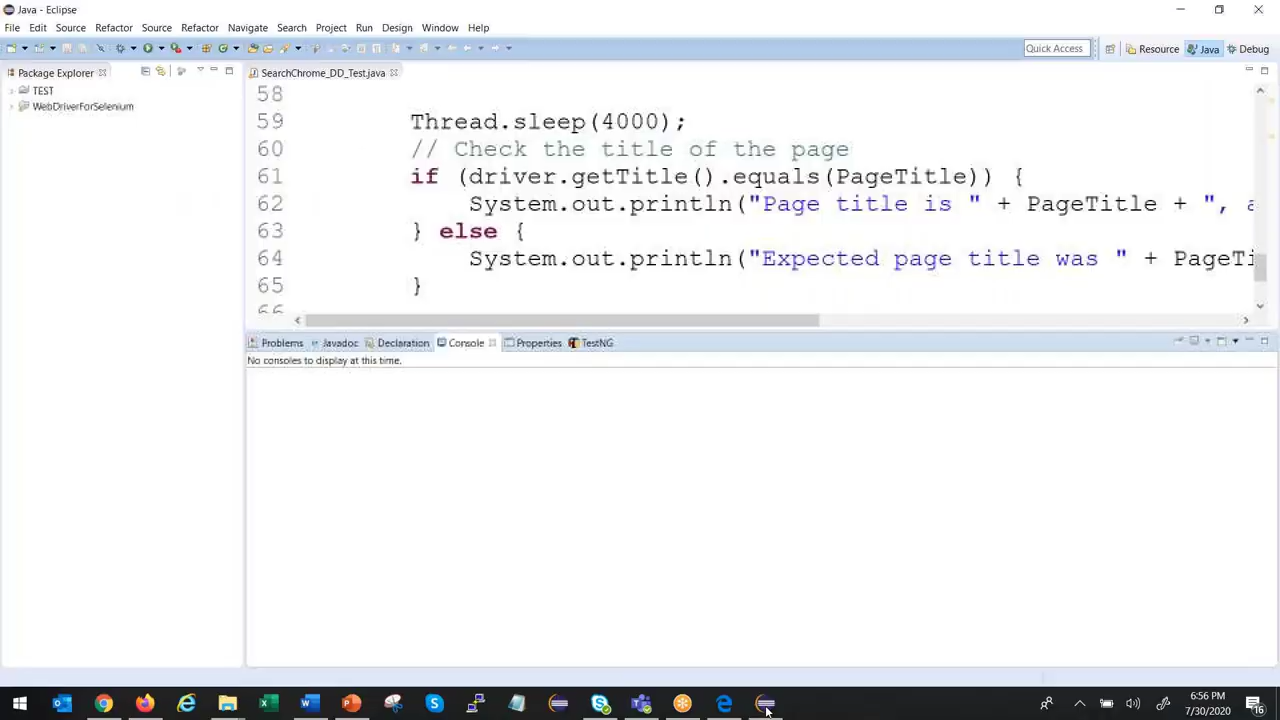 Java - Eclipse
File Edit Source Refactor Source Refactor Navigate Search Project Run Design Window Help
Quick Access Resource Java Debug
Package Explorer
SearchChrome_DD_Test.java
TEST
WebDriverForSelenium
58
59 Thread.sleep(4000);
60 // Check the title of the page
61 if (driver.getTitle().equals(PageTitle)) {
62 System.out.println("Page title is " + PageTitle + ", a
63 } else {
64 System.out.println("Expected page title was " + PageTi
65 }
66
Problems Javadoc Declaration Console Properties TestNG
No consoles to display at this time.
6:56 PM
7/30/2020
16